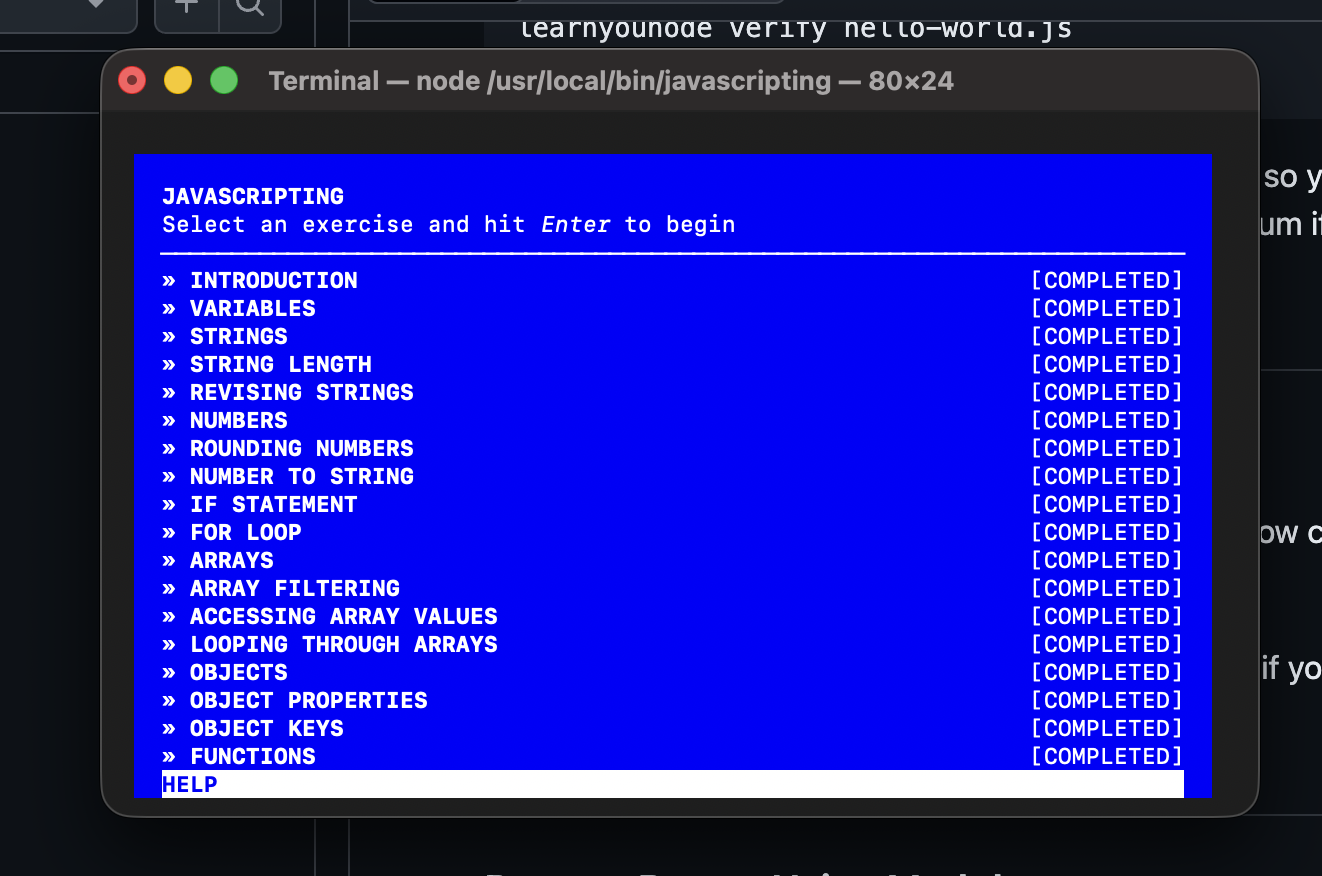 learnyounode verify hello-world.js
Terminal — node /usr/local/bin/javascripting — 80×24
so y
um if
JAVASCRIPTING
Select an exercise and hit Enter to begin
» INTRODUCTION [COMPLETED]
» VARIABLES [COMPLETED]
» STRINGS [COMPLETED]
» STRING LENGTH [COMPLETED]
» REVISING STRINGS [COMPLETED]
» NUMBERS [COMPLETED]
» ROUNDING NUMBERS [COMPLETED]
» NUMBER TO STRING [COMPLETED]
» IF STATEMENT [COMPLETED]
» FOR LOOP [COMPLETED]
ow c
» ARRAYS [COMPLETED]
» ARRAY FILTERING [COMPLETED]
» ACCESSING ARRAY VALUES [COMPLETED]
» LOOPING THROUGH ARRAYS [COMPLETED]
» OBJECTS [COMPLETED]
if yo
» OBJECT PROPERTIES [COMPLETED]
» OBJECT KEYS [COMPLETED]
» FUNCTIONS [COMPLETED]
HELP